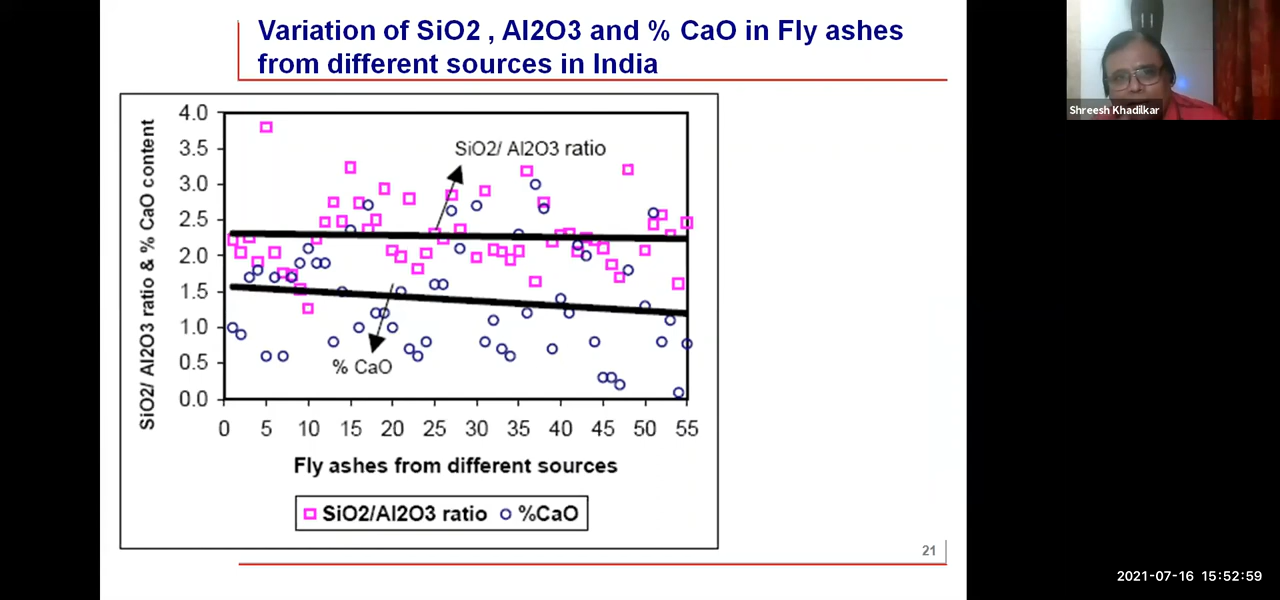 Variation of SiO2 , Al2O3 and % CaO in Fly ashes
from different sources in India
Shreesh Khadilkar
SiO2/ Al2O3 ratio & % CaO content
4.0
3.5
3.0
2.5
2.0
1.5
1.0
0.5
0.0
SiO2/ Al2O3 ratio
% CaO
0 5 10 15 20 25 30 35 40 45 50 55
Fly ashes from different sources
SiO2/Al2O3 ratio %CaO
21
2021-07-16 15:52:59